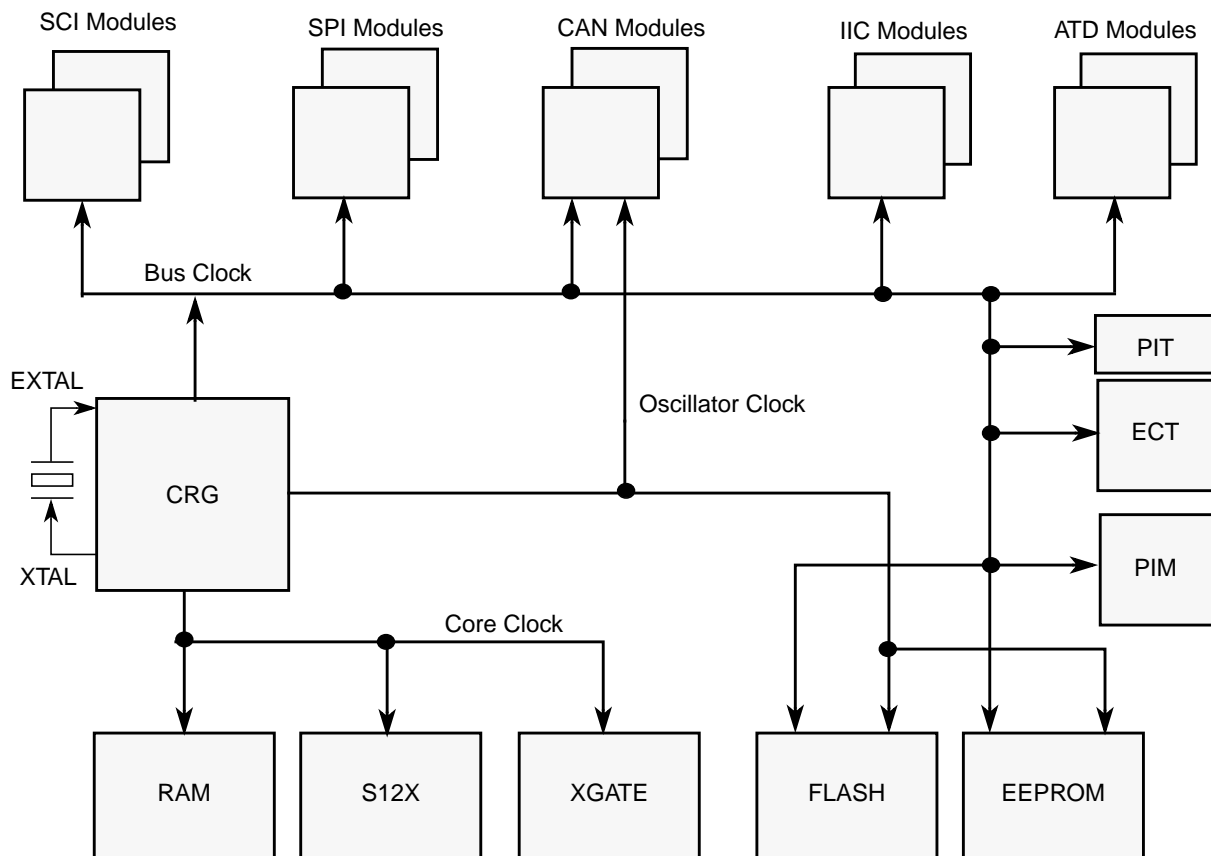 SCI Modules
SPI Modules
CAN Modules
IIC Modules
ATD Modules
Bus Clock
PIT
EXTAL
Oscillator Clock
ECT
CRG
XTAL
PIM
Core Clock
RAM
S12X
XGATE
FLASH
EEPROM